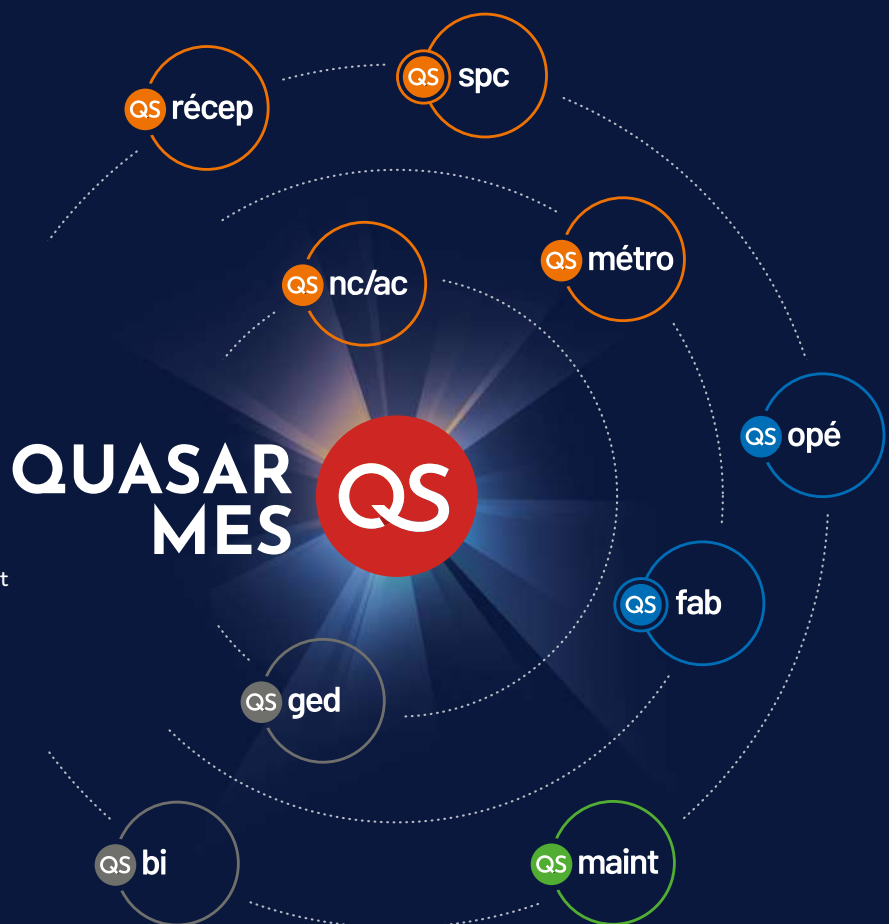 QS spc
QS récep
QS métro
QS nc/ac
QS opé
QUASAR
MES
QS
t
QS fab
QS ged
QS bi
QS maint